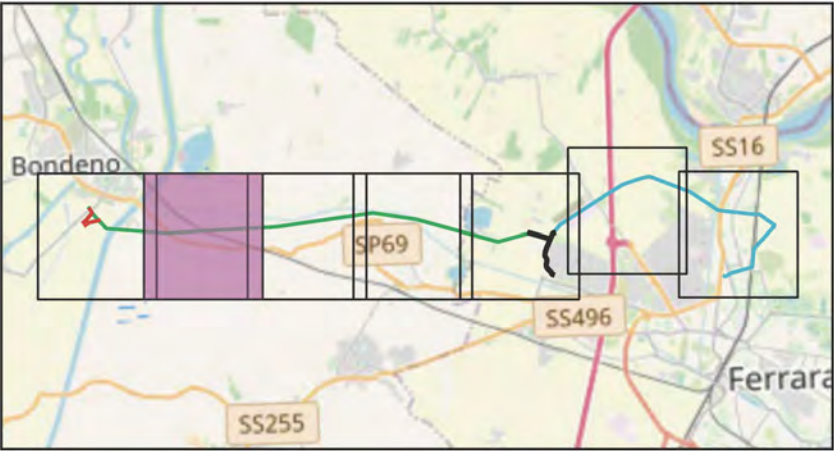 SS16
Bondeno
SP69
SS496
Ferrara
SS255